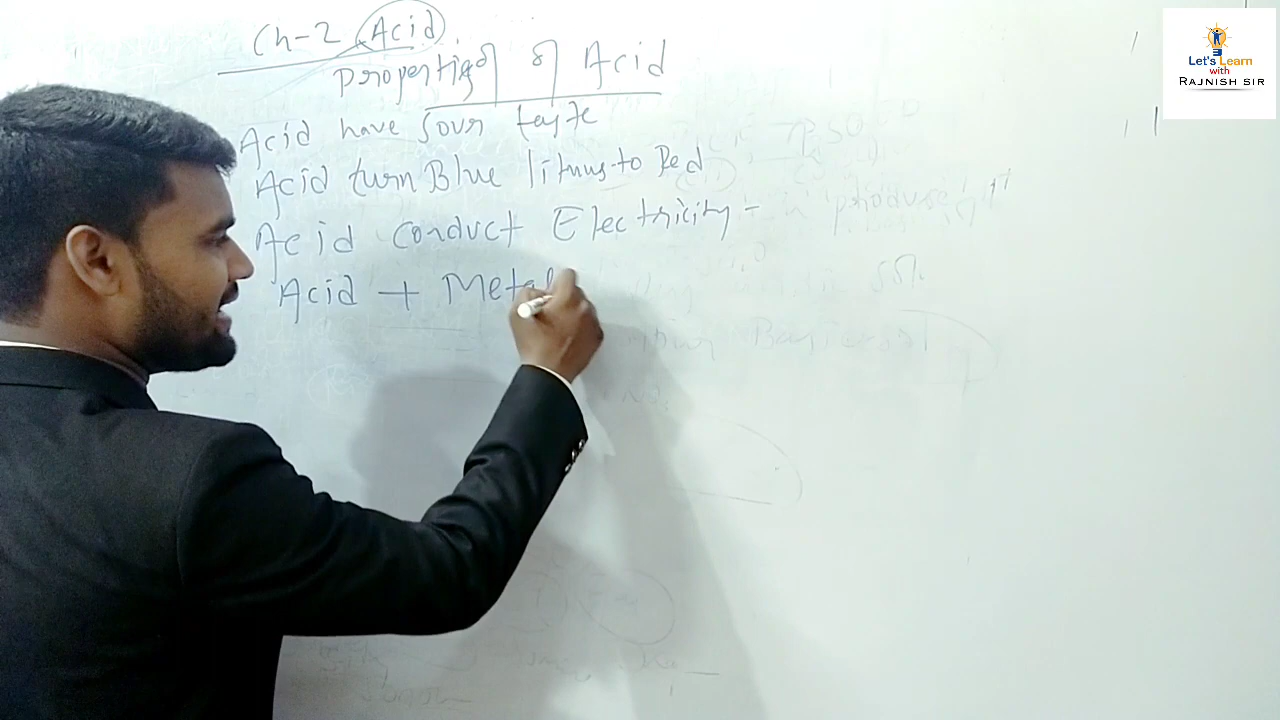 Ch-2 Acid
Properties of Acid
Acid have Sour taste
Acid turn Blue litmus to Red
Acid conduct Electricity -
Acid + Metal
Let's Learn
with
RAJNISH SIR